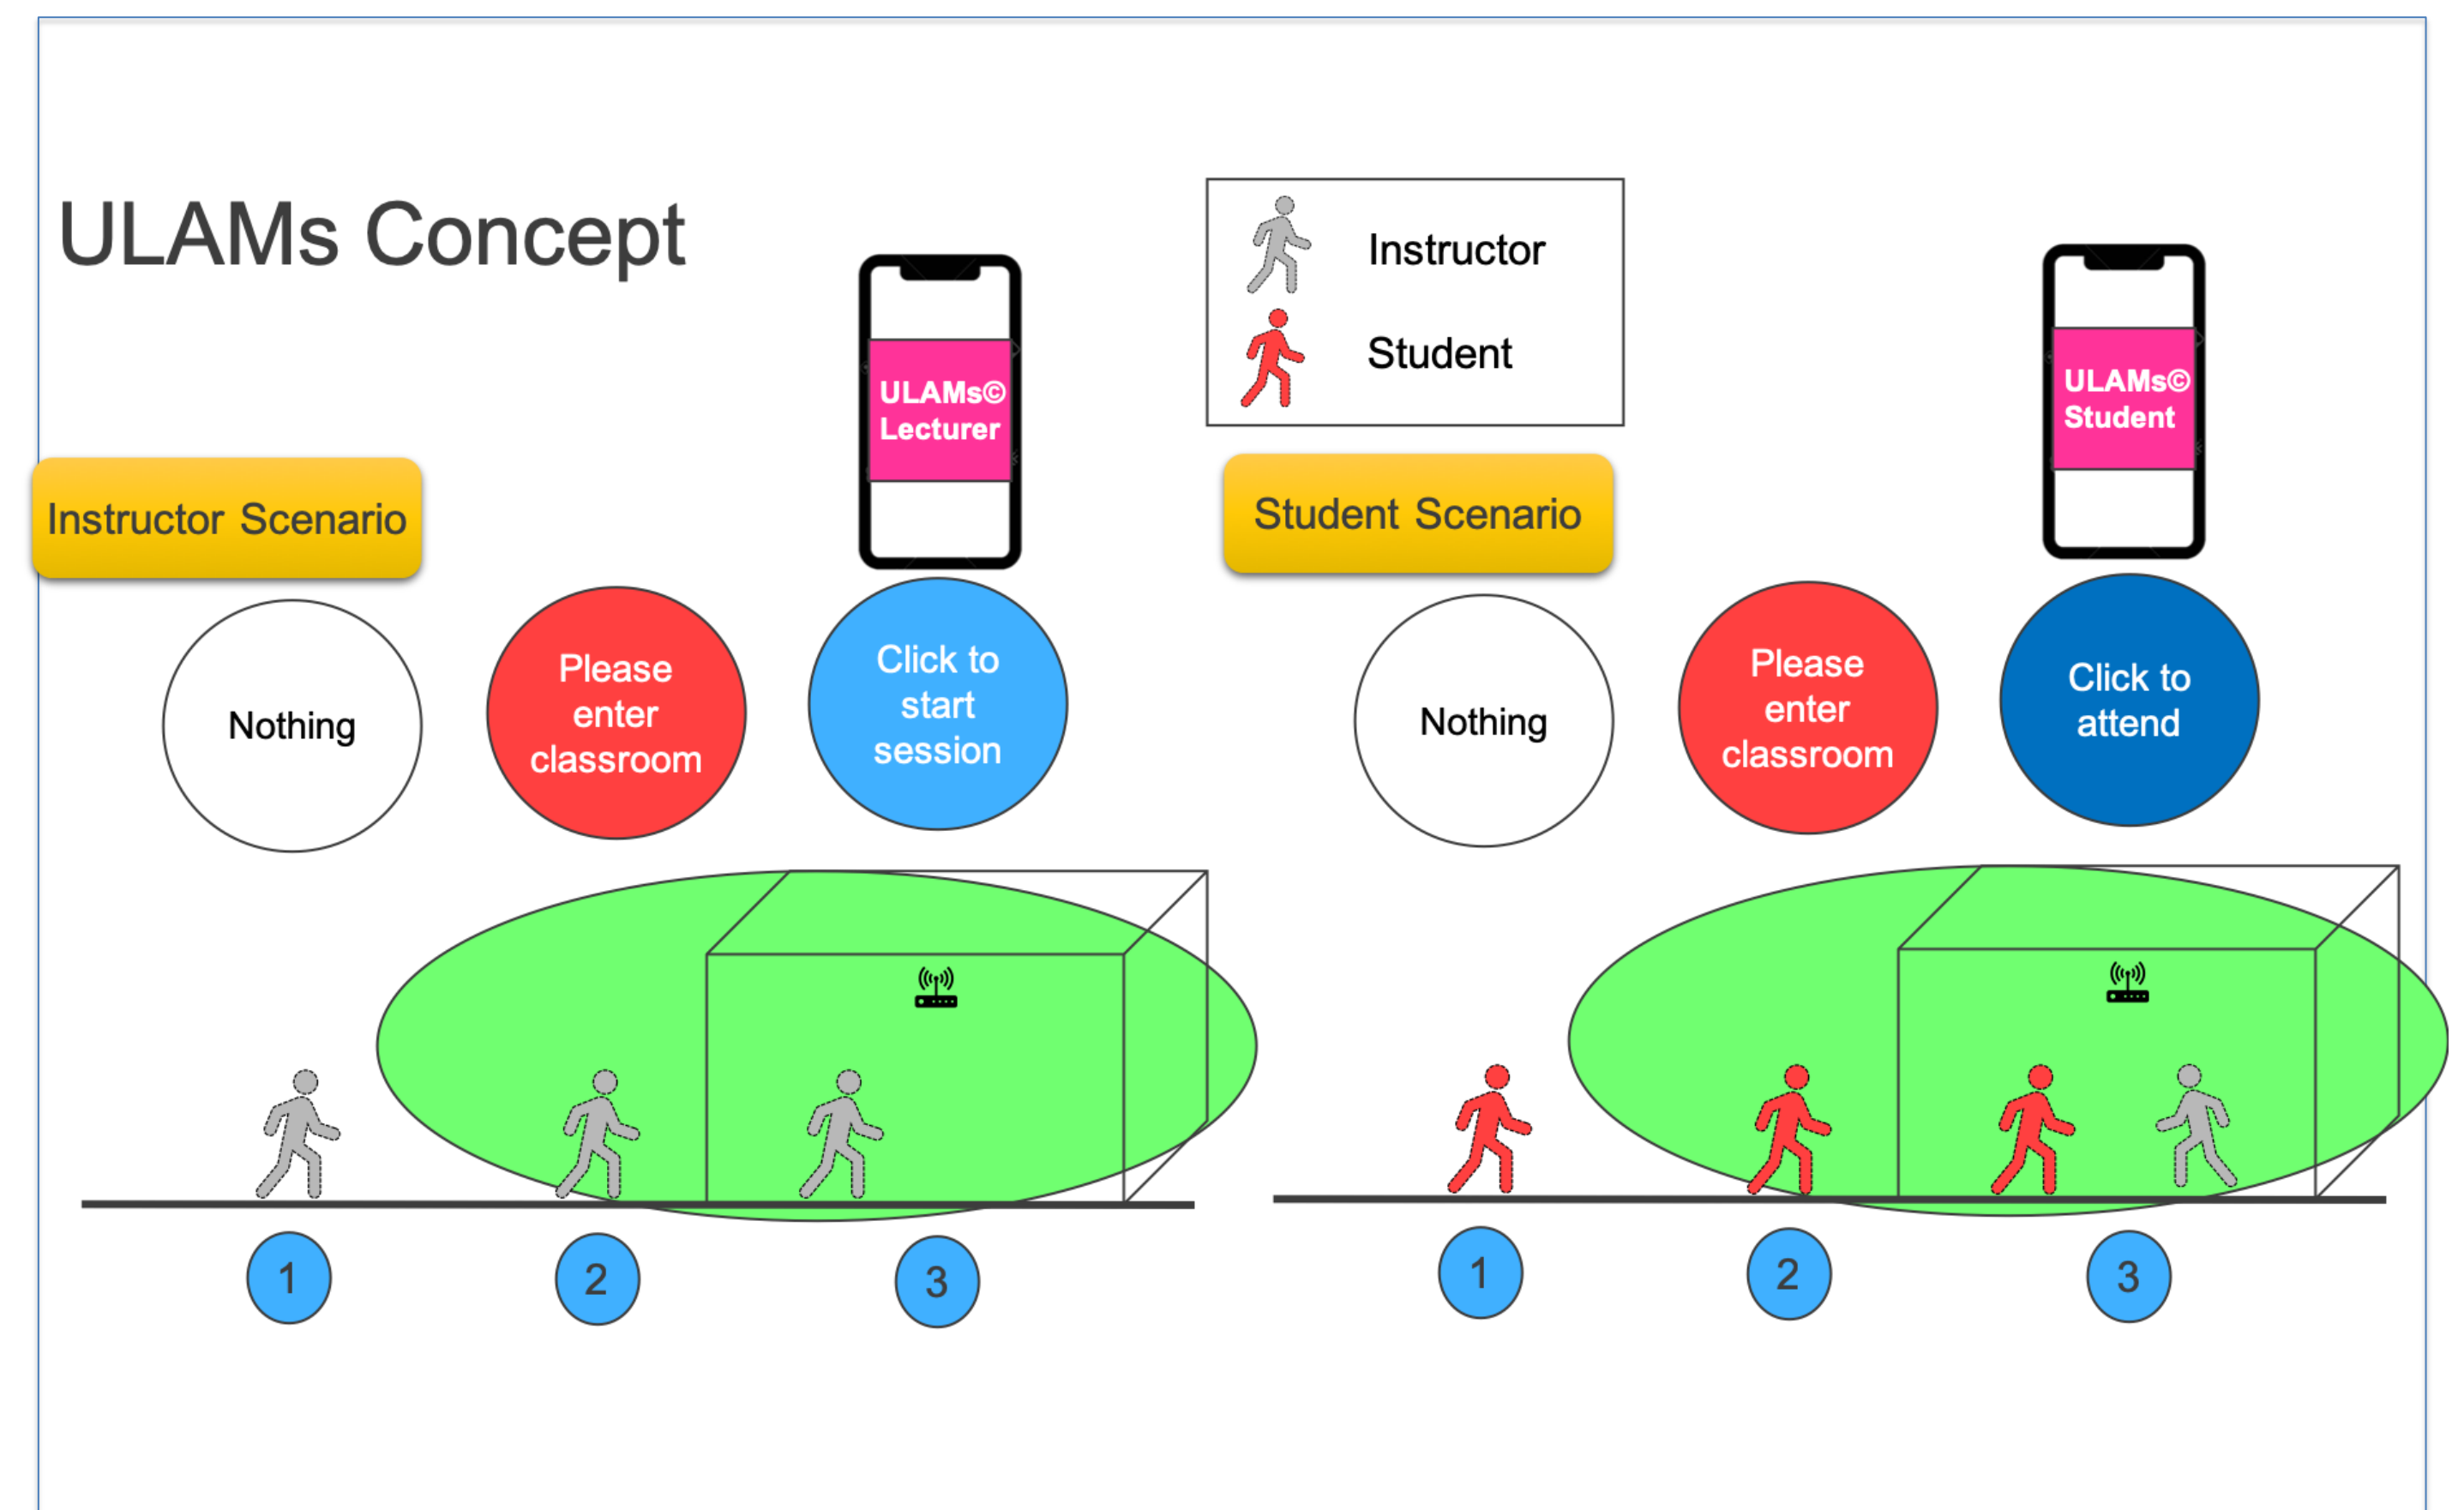 ULAMs Concept
Instructor
Student
ULAMs©
Lecturer
ULAMs©
Student
Instructor Scenario
Student Scenario
Nothing
Please
enter
classroom
Click to
start
session
Nothing
Please
enter
classroom
Click to
attend
1
2
3
1
2
3